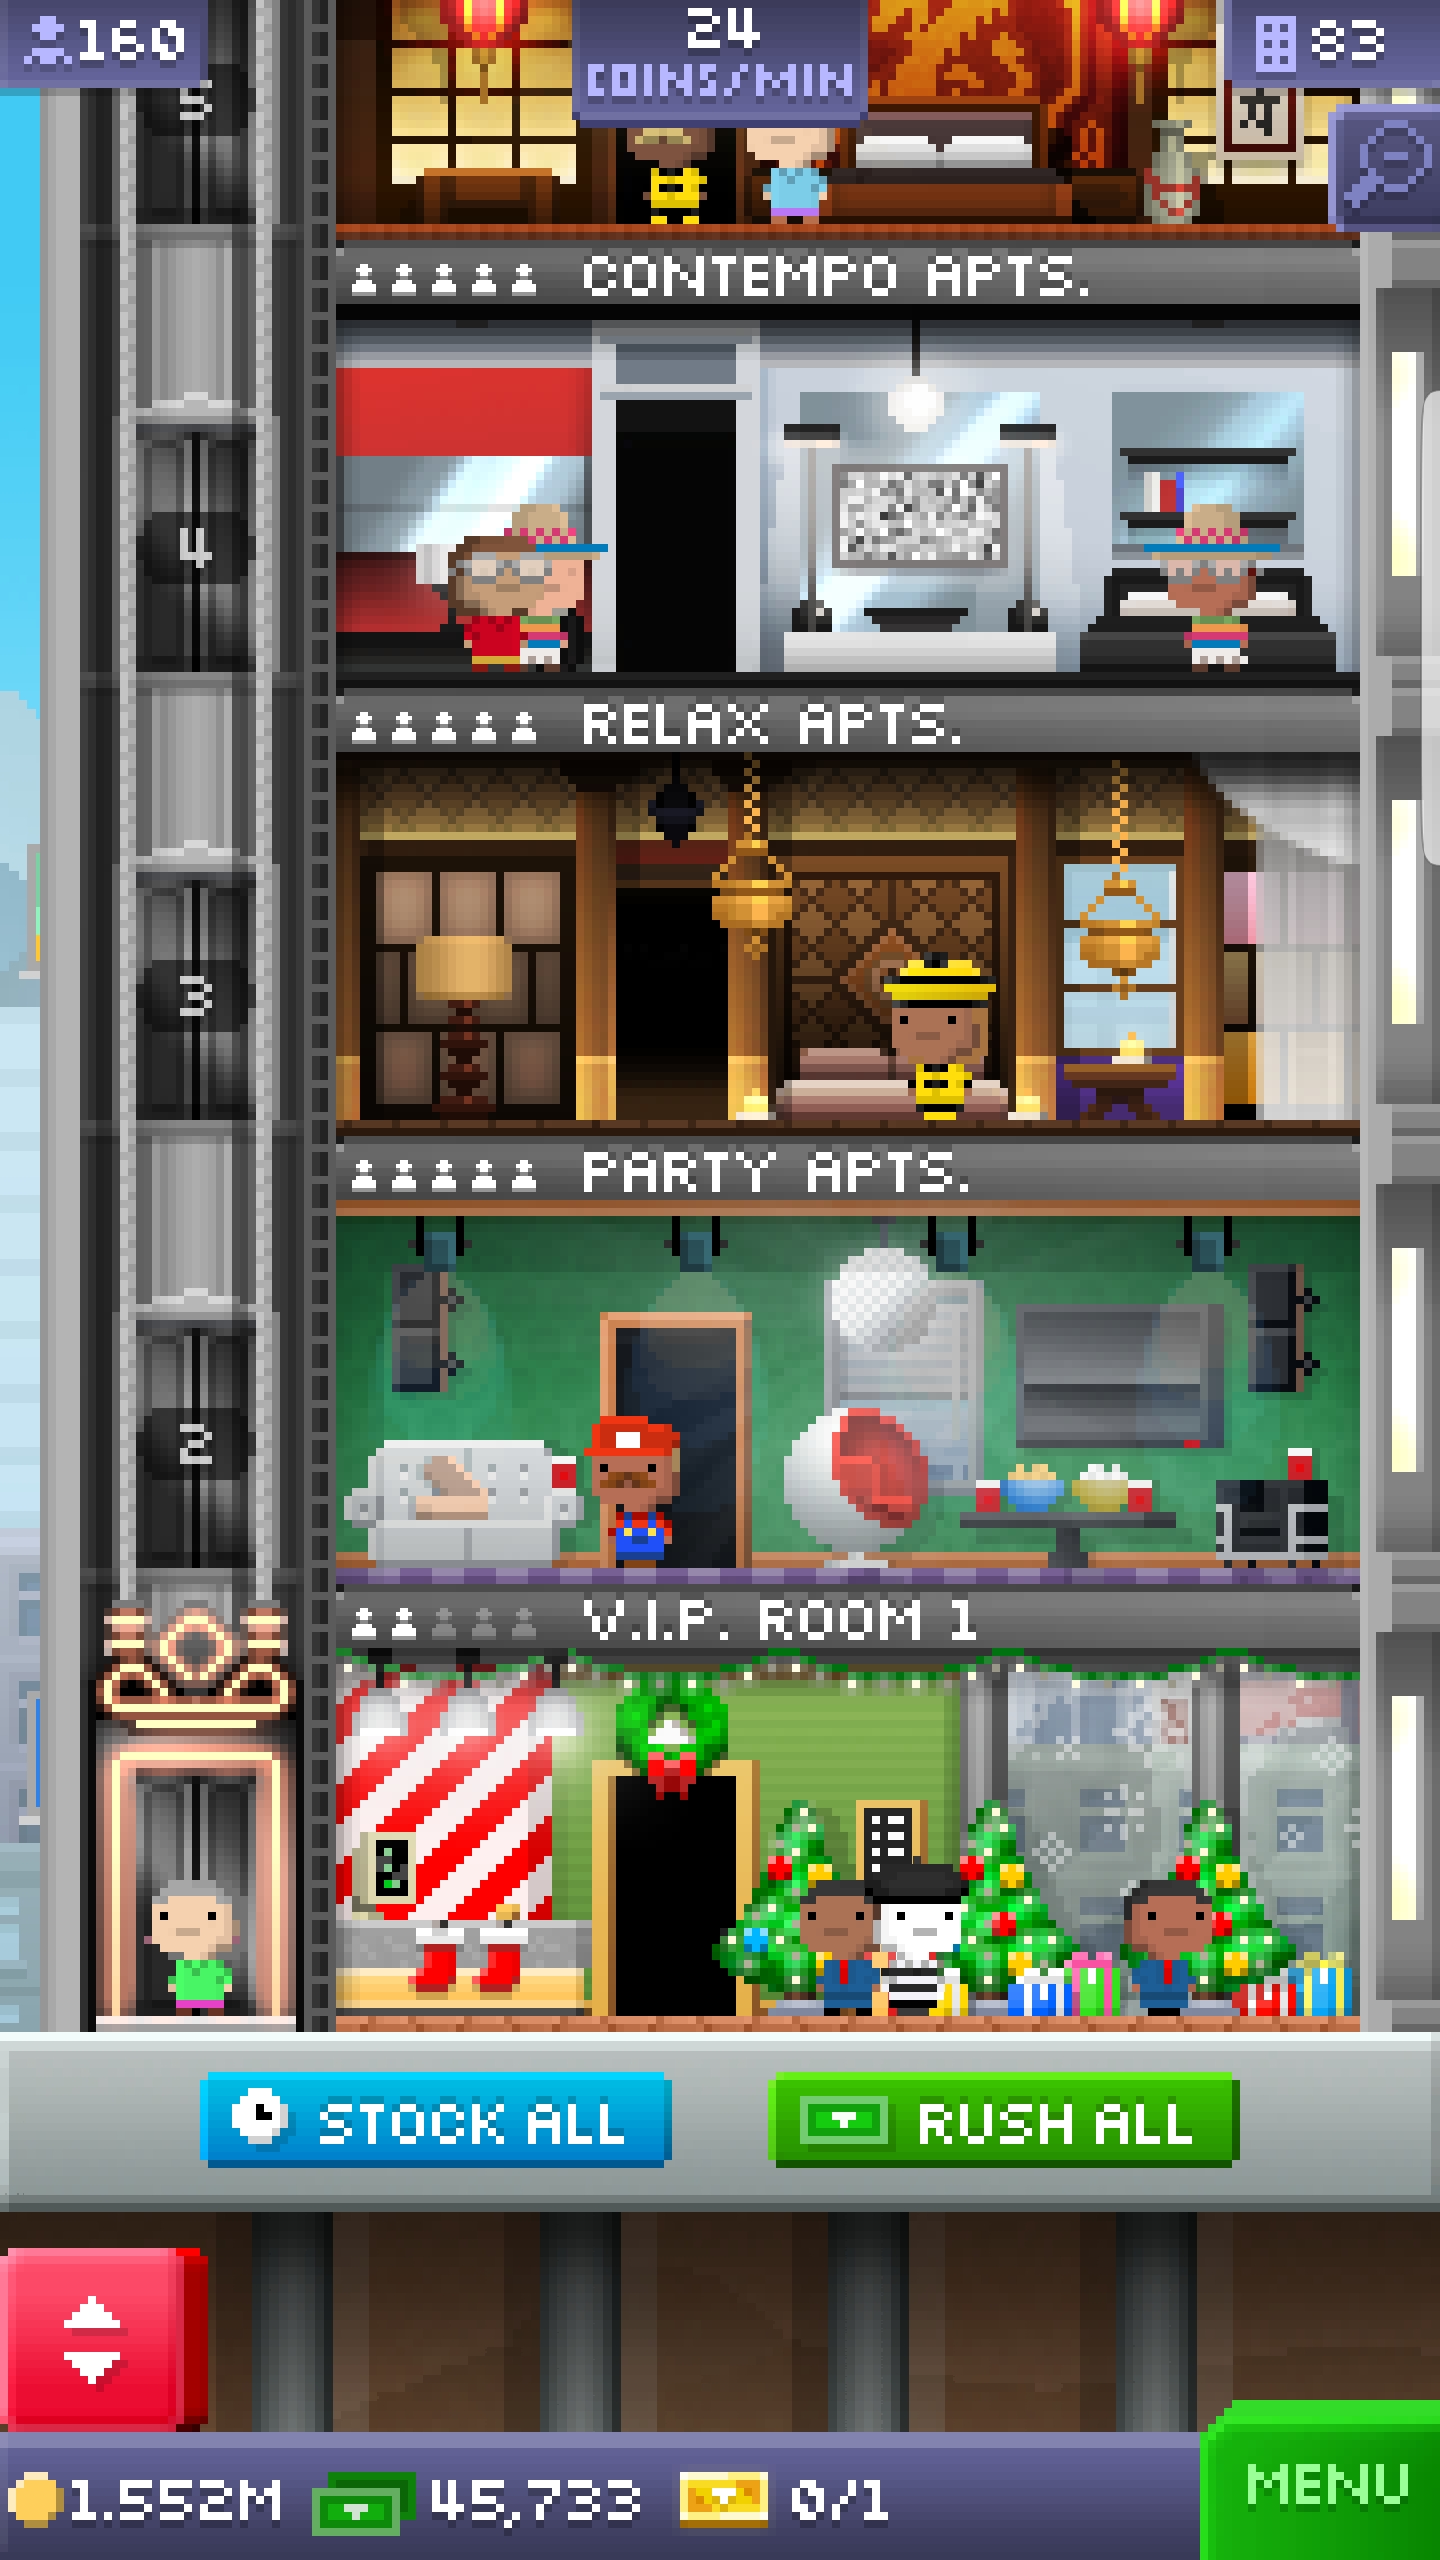 160
24
COINS/MIN
83
5
CONTEMPO APTS.
4
RELAX APTS.
3
PARTY APTS.
2
V.I.P. ROOM 1
STOCK ALL
RUSH ALL
1.552M
45,733
0/1
MENU